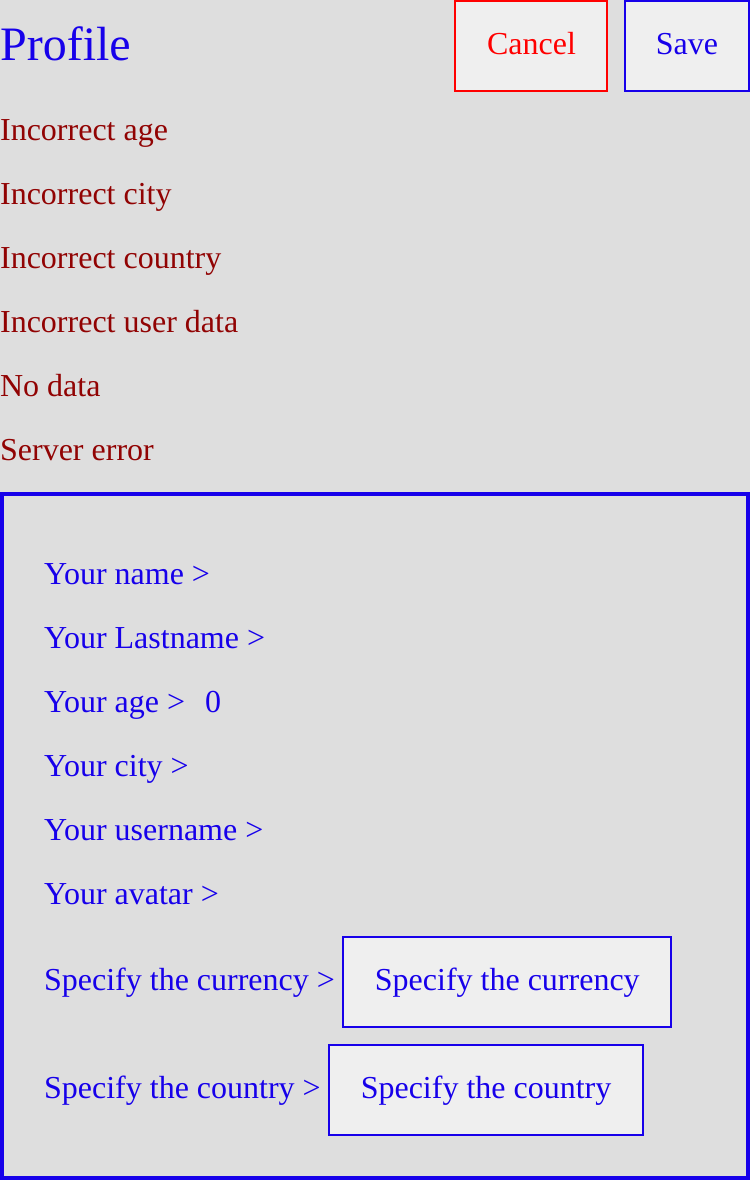 Profile Cancel Save
Incorrect age
Incorrect city
Incorrect country
Incorrect user data
No data
Server error
Your name >
Your Lastname >
Your age > 0
Your city >
Your username >
Your avatar >
Specify the currency > Specify the currency
Specify the country > Specify the country